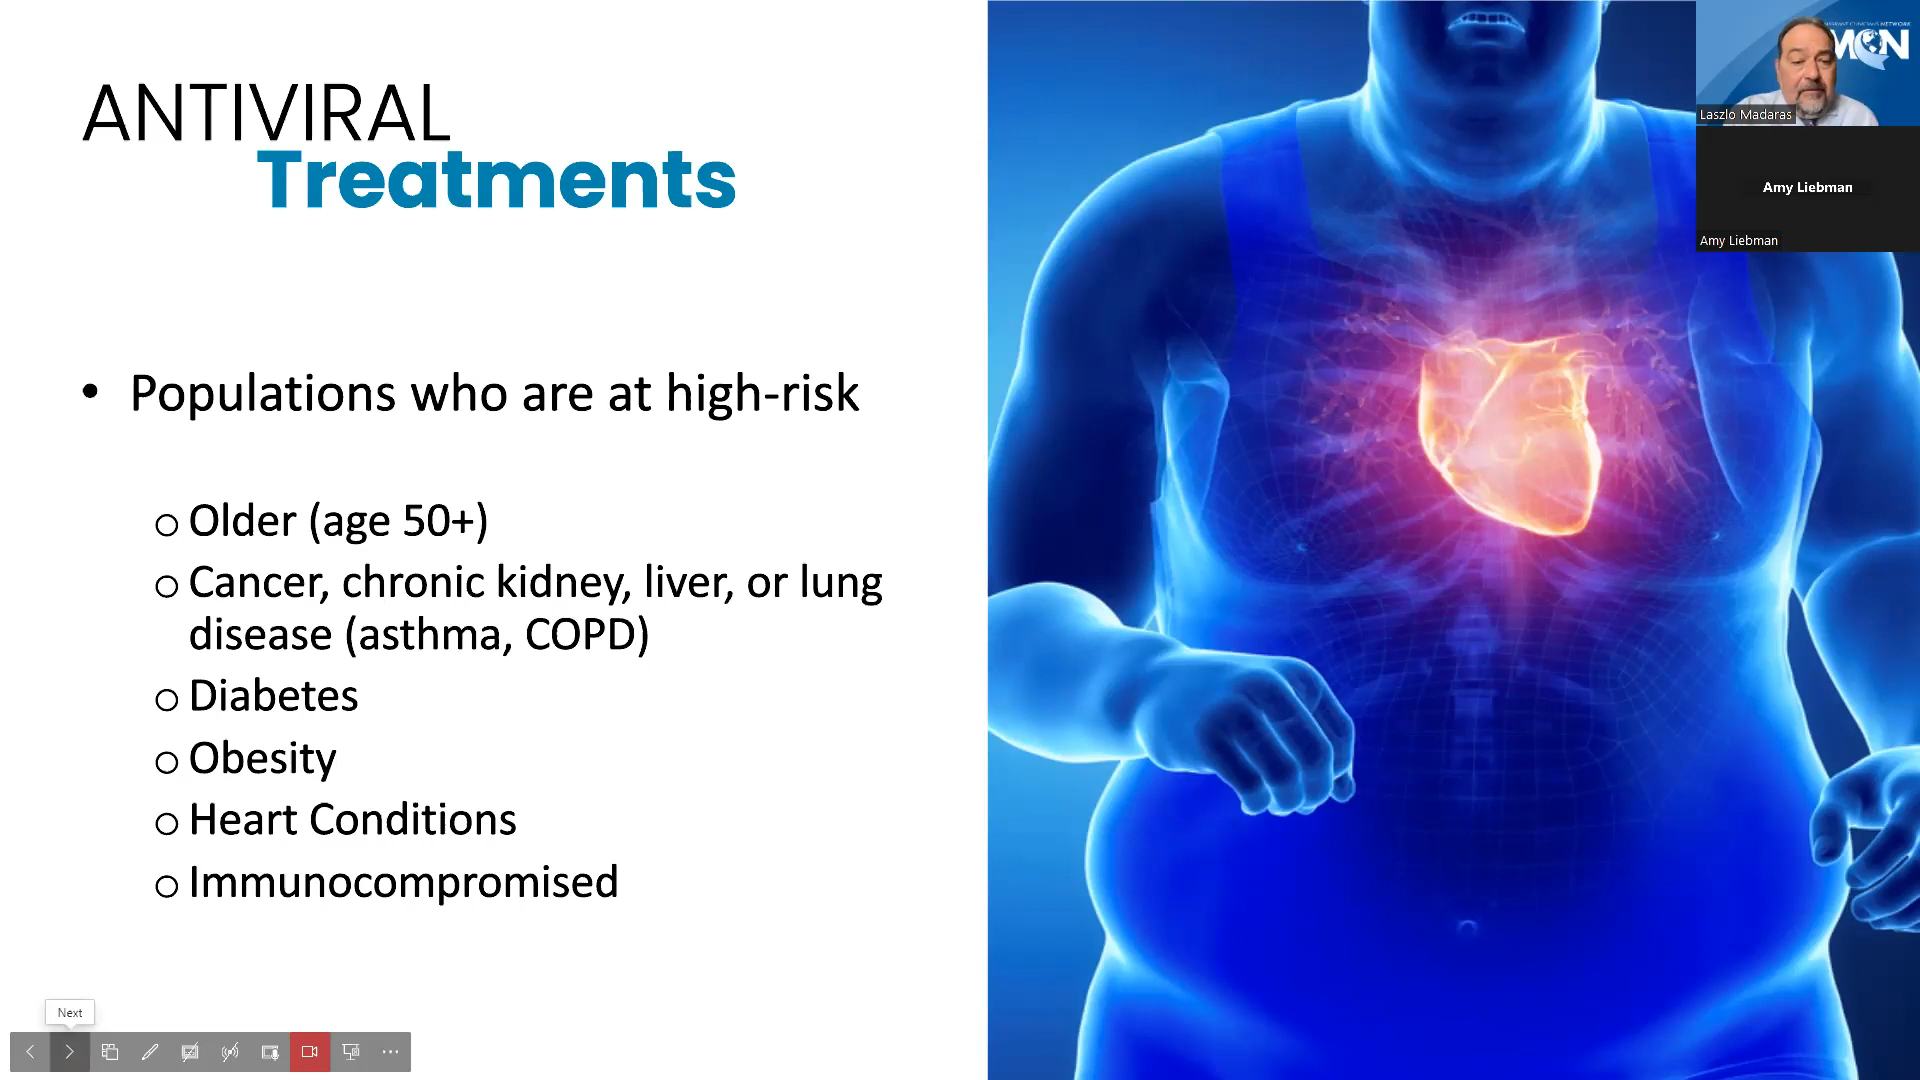 ANTIVIRAL
Treatments
• Populations who are at high-risk
o Older (age 50+)
o Cancer, chronic kidney, liver, or lung
disease (asthma, COPD)
o Diabetes
o Obesity
o Heart Conditions
o Immunocompromised
MCN
Laszlo Madaras
Amy Liebman
Amy Liebman
Next